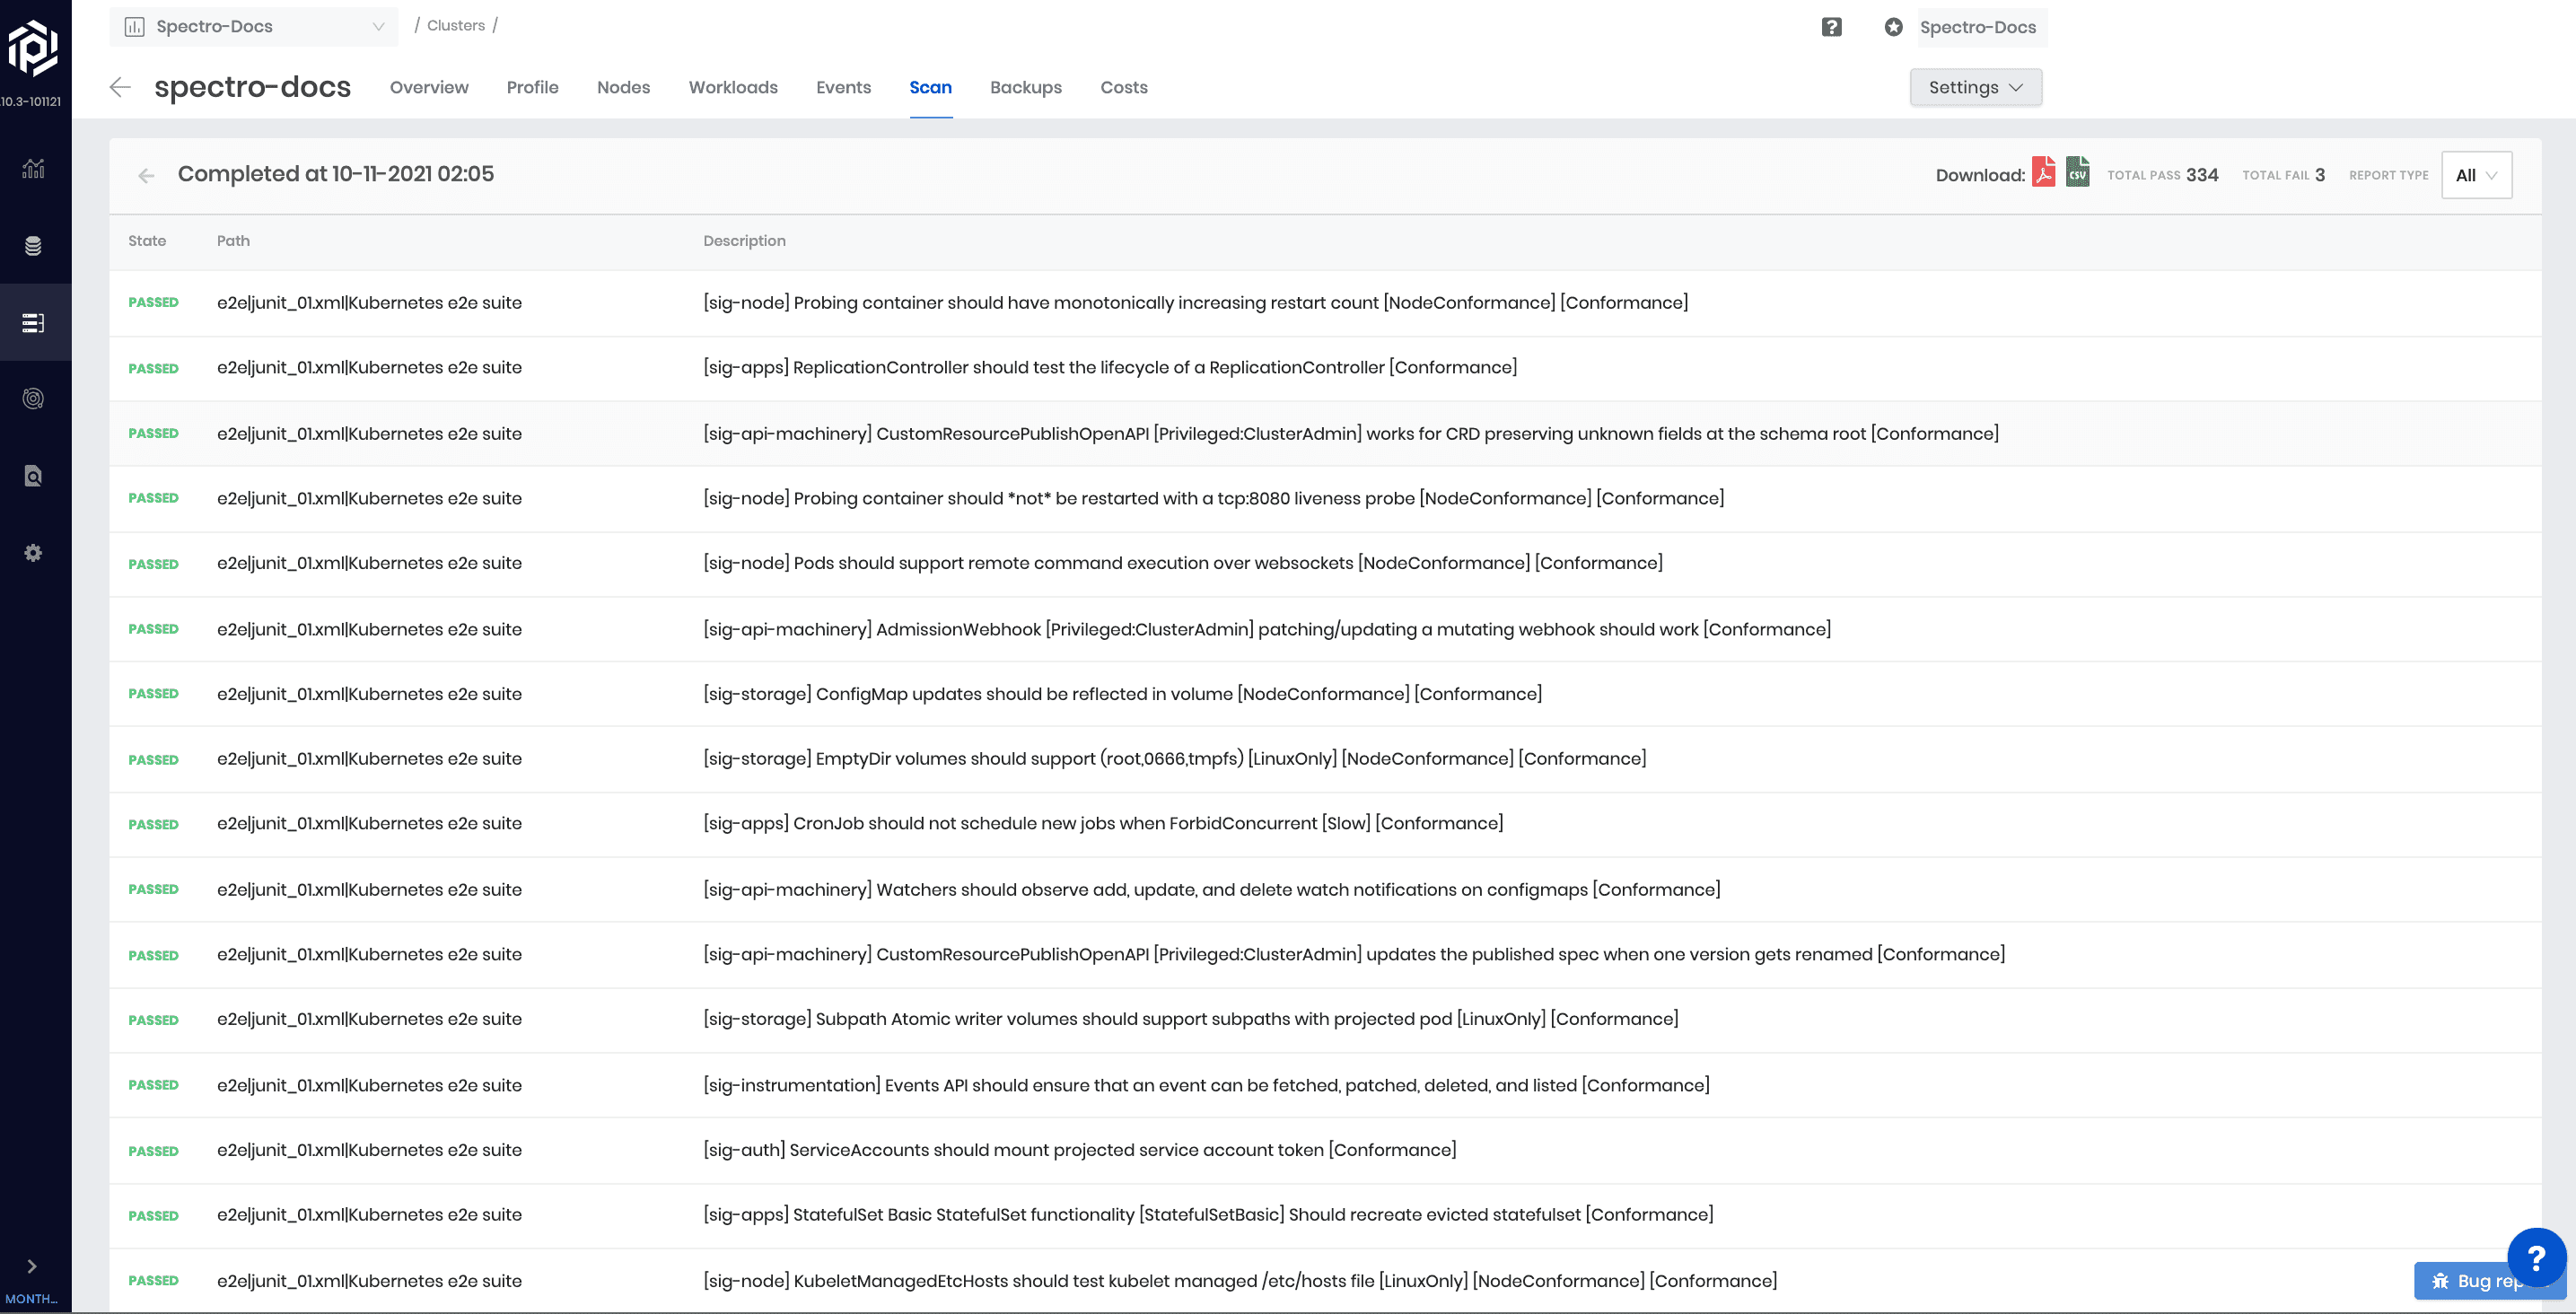 Spectro-Docs / Clusters / Spectro-Docs
spectro-docs Overview Profile Nodes Workloads Events Scan Backups Costs Settings
10.3-101121
Completed at 10-11-2021 02:05 Download: CSV TOTAL PASS 334 TOTAL FAIL 3 REPORT TYPE All
State Path Description
PASSED e2e|junit_01.xml|Kubernetes e2e suite [sig-node] Probing container should have monotonically increasing restart count [NodeConformance] [Conformance]
PASSED e2e|junit_01.xml|Kubernetes e2e suite [sig-apps] ReplicationController should test the lifecycle of a ReplicationController [Conformance]
PASSED e2e|junit_01.xml|Kubernetes e2e suite [sig-api-machinery] CustomResourcePublishOpenAPI [Privileged:ClusterAdmin] works for CRD preserving unknown fields at the schema root [Conformance]
PASSED e2e|junit_01.xml|Kubernetes e2e suite [sig-node] Probing container should *not* be restarted with a tcp:8080 liveness probe [NodeConformance] [Conformance]
PASSED e2e|junit_01.xml|Kubernetes e2e suite [sig-node] Pods should support remote command execution over websockets [NodeConformance] [Conformance]
PASSED e2e|junit_01.xml|Kubernetes e2e suite [sig-api-machinery] AdmissionWebhook [Privileged:ClusterAdmin] patching/updating a mutating webhook should work [Conformance]
PASSED e2e|junit_01.xml|Kubernetes e2e suite [sig-storage] ConfigMap updates should be reflected in volume [NodeConformance] [Conformance]
PASSED e2e|junit_01.xml|Kubernetes e2e suite [sig-storage] EmptyDir volumes should support (root,0666,tmpfs) [LinuxOnly] [NodeConformance] [Conformance]
PASSED e2e|junit_01.xml|Kubernetes e2e suite [sig-apps] CronJob should not schedule new jobs when ForbidConcurrent [Slow] [Conformance]
PASSED e2e|junit_01.xml|Kubernetes e2e suite [sig-api-machinery] Watchers should observe add, update, and delete watch notifications on configmaps [Conformance]
PASSED e2e|junit_01.xml|Kubernetes e2e suite [sig-api-machinery] CustomResourcePublishOpenAPI [Privileged:ClusterAdmin] updates the published spec when one version gets renamed [Conformance]
PASSED e2e|junit_01.xml|Kubernetes e2e suite [sig-storage] Subpath Atomic writer volumes should support subpaths with projected pod [LinuxOnly] [Conformance]
PASSED e2e|junit_01.xml|Kubernetes e2e suite [sig-instrumentation] Events API should ensure that an event can be fetched, patched, deleted, and listed [Conformance]
PASSED e2e|junit_01.xml|Kubernetes e2e suite [sig-auth] ServiceAccounts should mount projected service account token [Conformance]
PASSED e2e|junit_01.xml|Kubernetes e2e suite [sig-apps] StatefulSet Basic StatefulSet functionality [StatefulSetBasic] Should recreate evicted statefulset [Conformance]
PASSED e2e|junit_01.xml|Kubernetes e2e suite [sig-node] KubeletManagedEtcHosts should test kubelet managed /etc/hosts file [LinuxOnly] [NodeConformance] [Conformance]
Bug
MONTH...